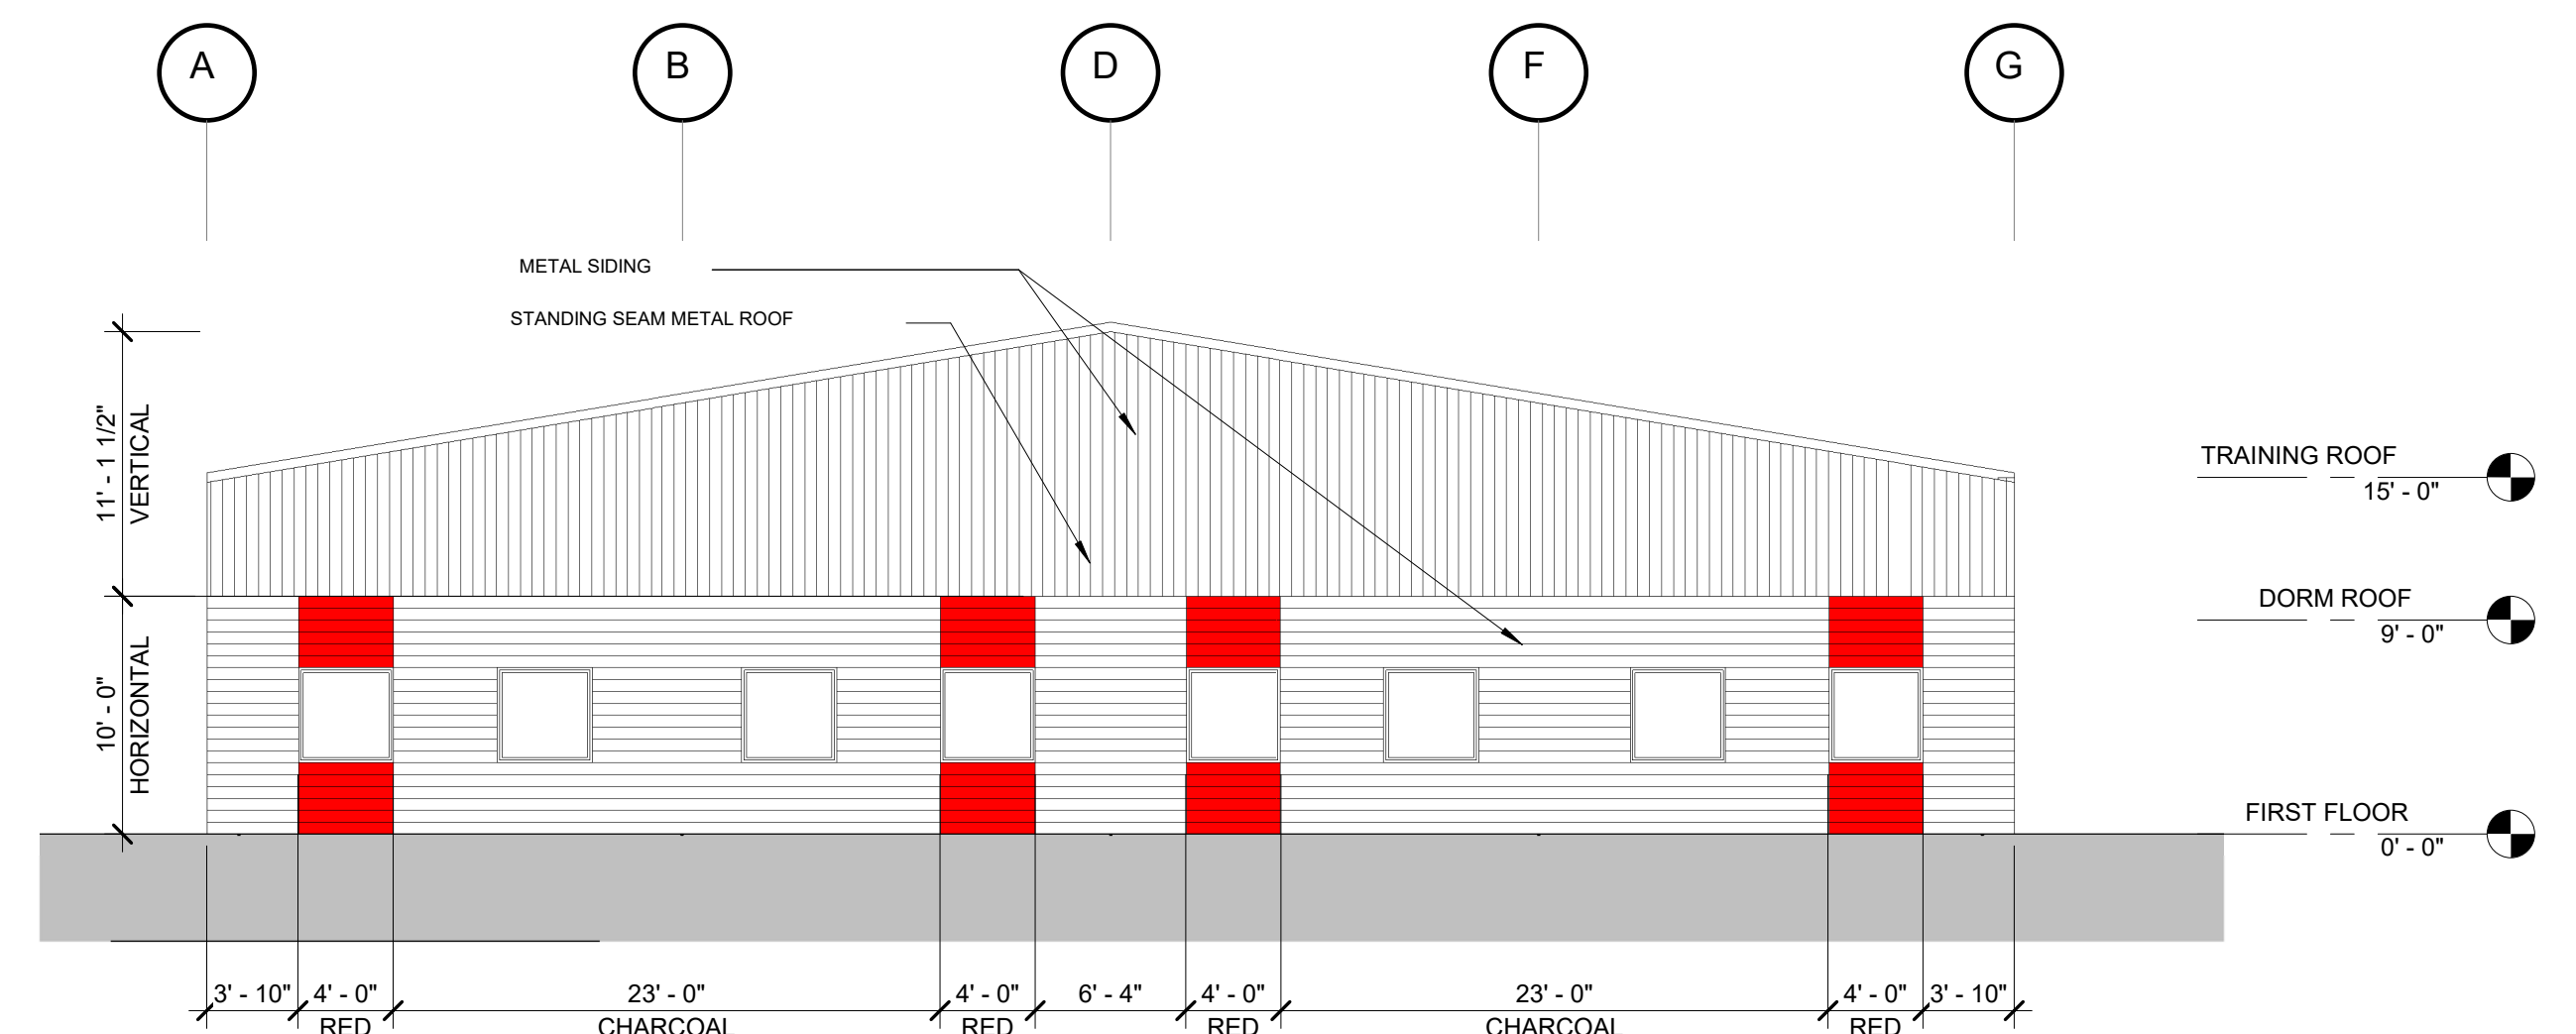 A
B
D
F
G
METAL SIDING
STANDING SEAM METAL ROOF
11' - 1 1/2"
VERTICAL
10' - 0"
HORIZONTAL
TRAINING ROOF
15' - 0"
DORM ROOF
9' - 0"
FIRST FLOOR
0' - 0"
3' - 10"
4' - 0"
23' - 0"
4' - 0"
6' - 4"
4' - 0"
23' - 0"
4' - 0"
3' - 10"
RED
CHARCOAL
RED
RED
CHARCOAL
RED